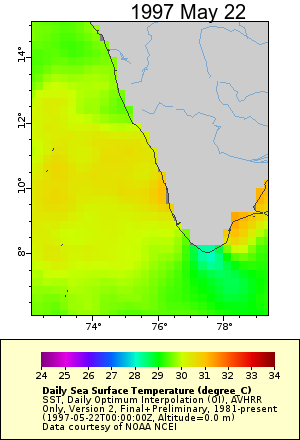 1997 May 22
14°
12°
10°
8°
74°
76°
78°
24 25 26 27 28 29 30 31 32 33 34
Daily Sea Surface Temperature (degree_C)
SST, Daily Optimum Interpolation (OI), AVHRR
Only, Version 2, Final+Preliminary, 1981-present
(1997-05-22T00:00:00Z, Altitude=0.0 m)
Data courtesy of NOAA NCEI